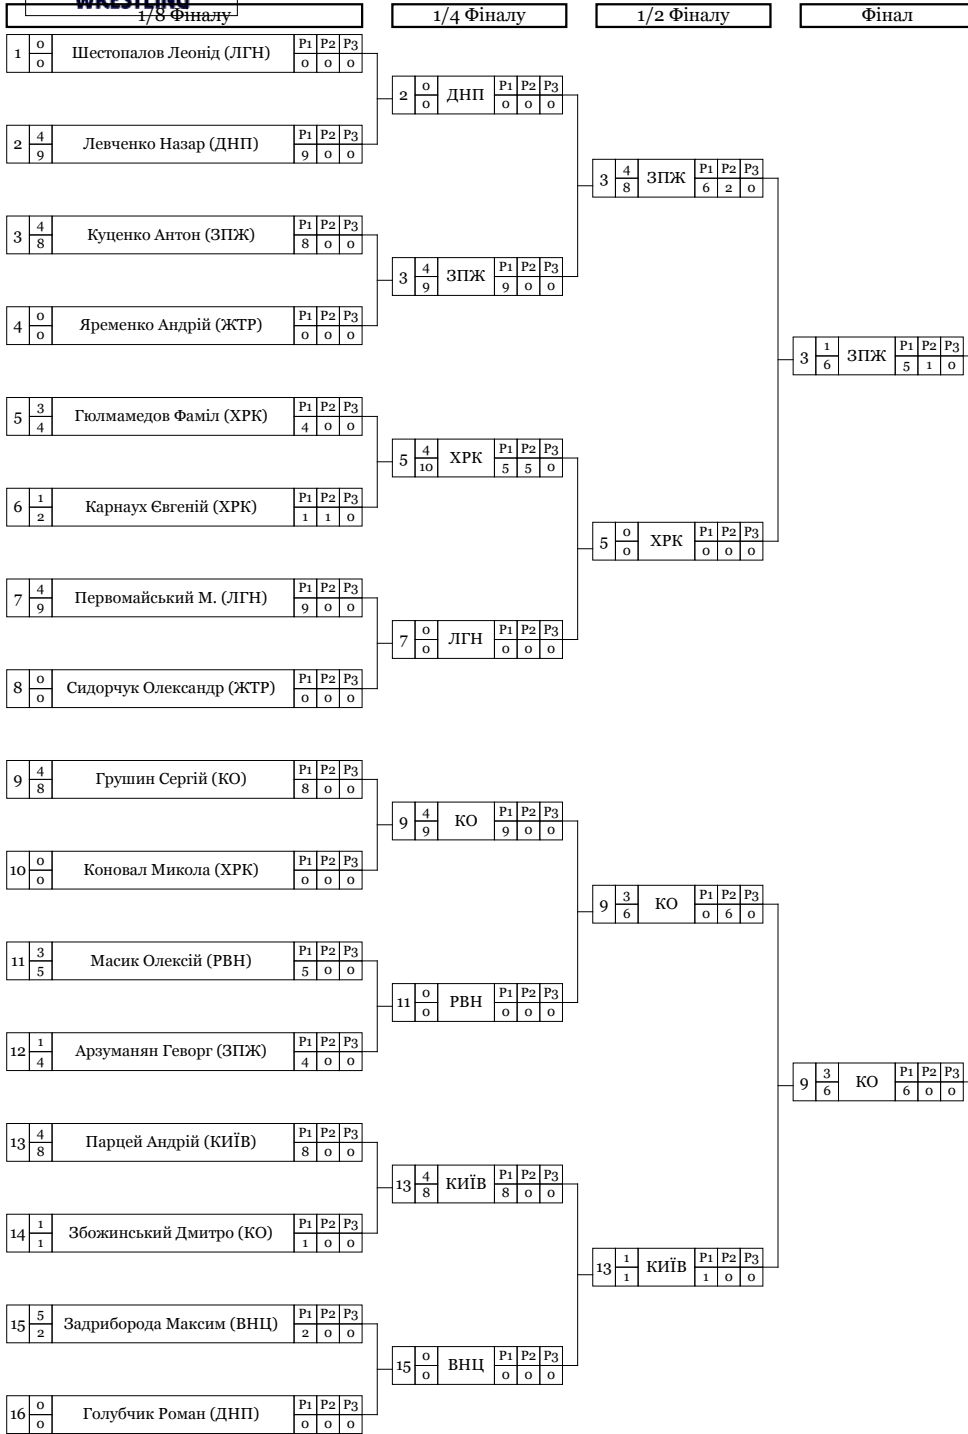 WRESTLING
1/8 Фіналу 1/4 Фіналу 1/2 Фіналу Фінал
1 0 0 Шестопалов Леонід (ЛГН) P1 P2 P3 0 0 0
2 0 0 ДНП P1 P2 P3 0 0 0
2 4 9 Левченко Назар (ДНП) P1 P2 P3 9 0 0
3 4 8 ЗПЖ P1 P2 P3 6 2 0
3 4 8 Куценко Антон (ЗПЖ) P1 P2 P3 8 0 0
3 4 9 ЗПЖ P1 P2 P3 9 0 0
4 0 0 Яременко Андрій (ЖТР) P1 P2 P3 0 0 0
3 1 6 ЗПЖ P1 P2 P3 5 1 0
5 3 4 Гюлмамедов Фаміл (ХРК) P1 P2 P3 4 0 0
5 4 10 ХРК P1 P2 P3 5 5 0
6 1 2 Карнаух Євгеній (ХРК) P1 P2 P3 1 1 0
5 0 0 ХРК P1 P2 P3 0 0 0
7 4 9 Первомайський М. (ЛГН) P1 P2 P3 9 0 0
7 0 0 ЛГН P1 P2 P3 0 0 0
8 0 0 Сидорчук Олександр (ЖТР) P1 P2 P3 0 0 0
9 4 8 Грушин Сергій (КО) P1 P2 P3 8 0 0
9 4 9 КО P1 P2 P3 9 0 0
10 0 0 Коновал Микола (ХРК) P1 P2 P3 0 0 0
9 3 6 КО P1 P2 P3 0 6 0
11 3 5 Масик Олексій (РВН) P1 P2 P3 5 0 0
11 0 0 РВН P1 P2 P3 0 0 0
12 1 4 Арзуманян Геворг (ЗПЖ) P1 P2 P3 4 0 0
9 3 6 КО P1 P2 P3 6 0 0
13 4 8 Парцей Андрій (КИЇВ) P1 P2 P3 8 0 0
13 4 8 КИЇВ P1 P2 P3 8 0 0
14 1 1 Збожинський Дмитро (КО) P1 P2 P3 1 0 0
13 1 1 КИЇВ P1 P2 P3 1 0 0
15 5 2 Задриборода Максим (ВНЦ) P1 P2 P3 2 0 0
15 0 0 ВНЦ P1 P2 P3 0 0 0
16 0 0 Голубчик Роман (ДНП) P1 P2 P3 0 0 0